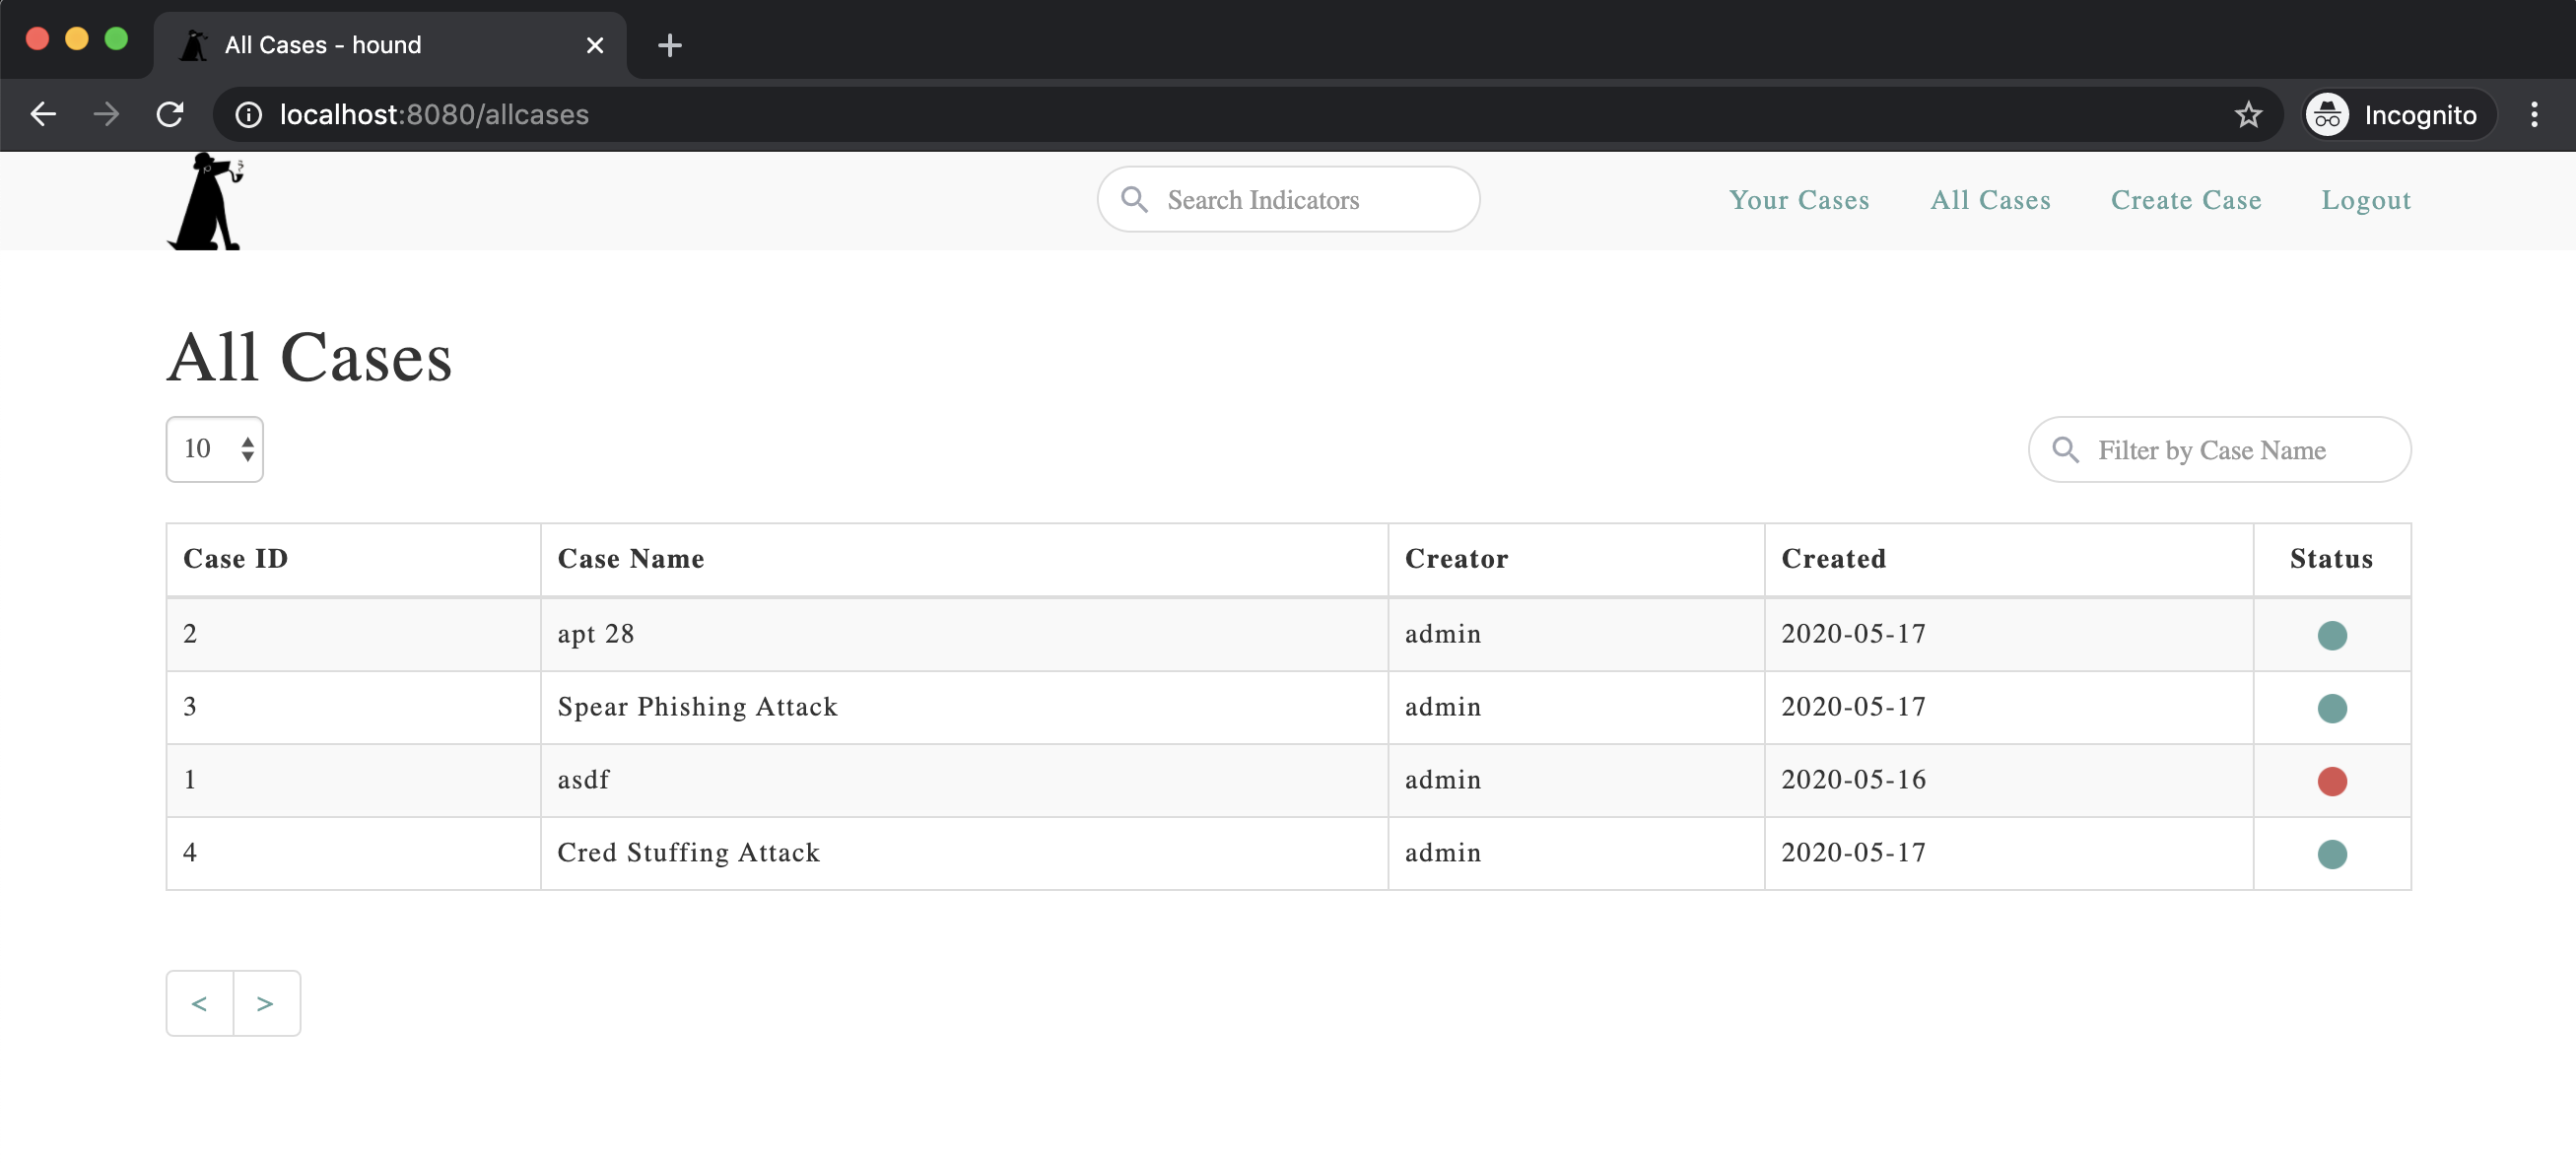 All Cases - hound
localhost:8080/allcases
Incognito
Search Indicators
Your Cases All Cases Create Case Logout
All Cases
10
Filter by Case Name
Case ID Case Name Creator Created Status
2 apt 28 admin 2020-05-17
3 Spear Phishing Attack admin 2020-05-17
1 asdf admin 2020-05-16
4 Cred Stuffing Attack admin 2020-05-17
< >